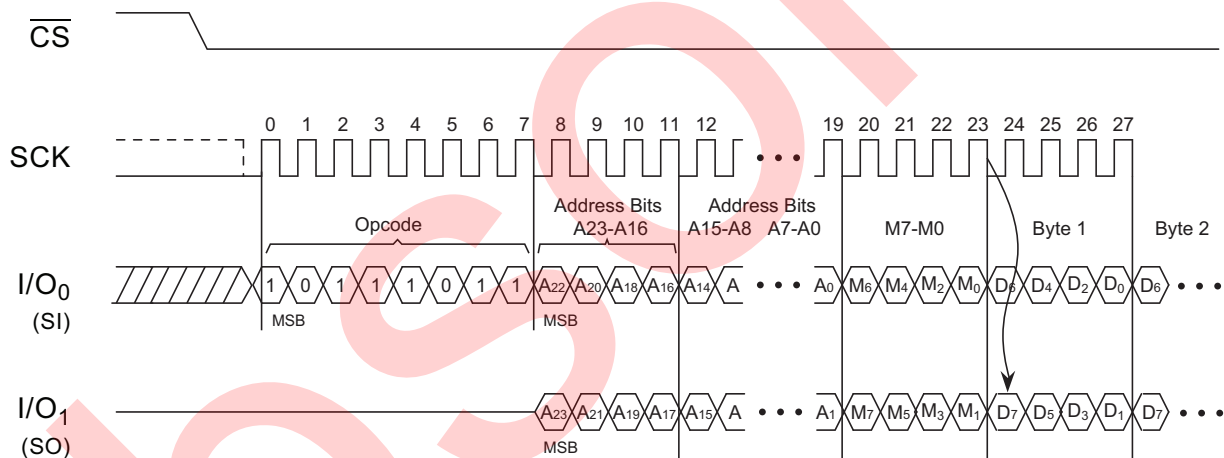 CS
0 1 2 3 4 5 6 7 8 9 10 11 12 19 20 21 22 23 24 25 26 27
SCK
• • •
Address Bits Address Bits
Opcode A23-A16 A15-A8 A7-A0 M7-M0 Byte 1 Byte 2
I/O0 1 0 1 1 1 0 1 1 A22 A20 A18 A16 A14 A • • • A0 M6 M4 M2 M0 D6 D4 D2 D0 D6 • • • •
(SI) MSB MSB
I/O1 A23 A21 A19 A17 A15 A • • • A1 M7 M5 M3 M1 D7 D5 D3 D1 D7 • • • •
(SO) MSB